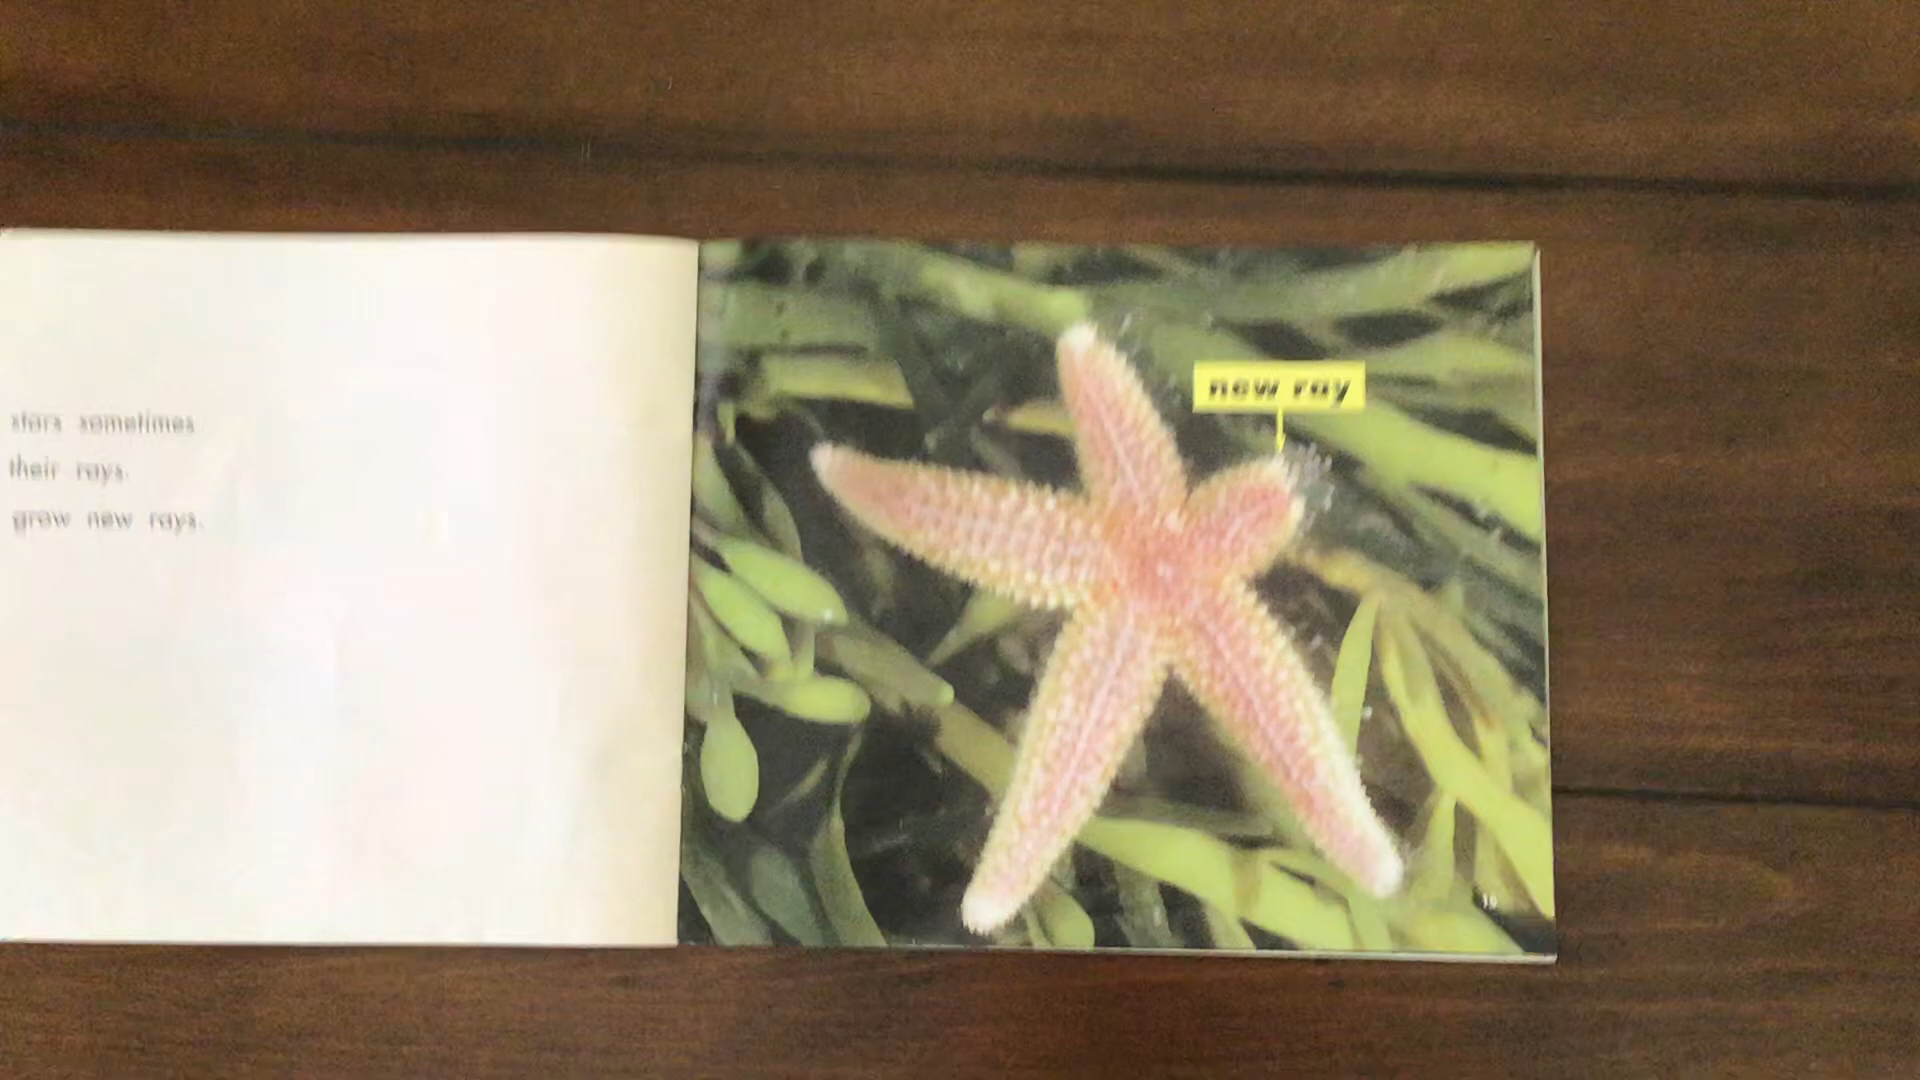 stars sometimes
their rays.
grow new rays.
new ray